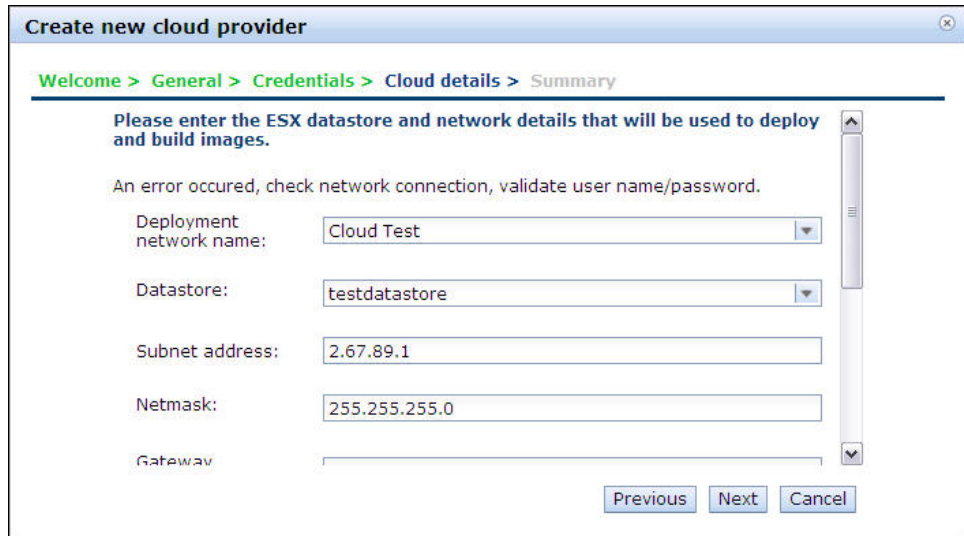 Create new cloud provider
Welcome > General > Credentials > Cloud details > Summary
Please enter the ESX datastore and network details that will be used to deploy
and build images.
An error occured, check network connection, validate user name/password.
Deployment
network name:
Cloud Test
Datastore:
testdatastore
Subnet address:
2.67.89.1
Netmask:
255.255.255.0
Gateway
Previous
Next
Cancel